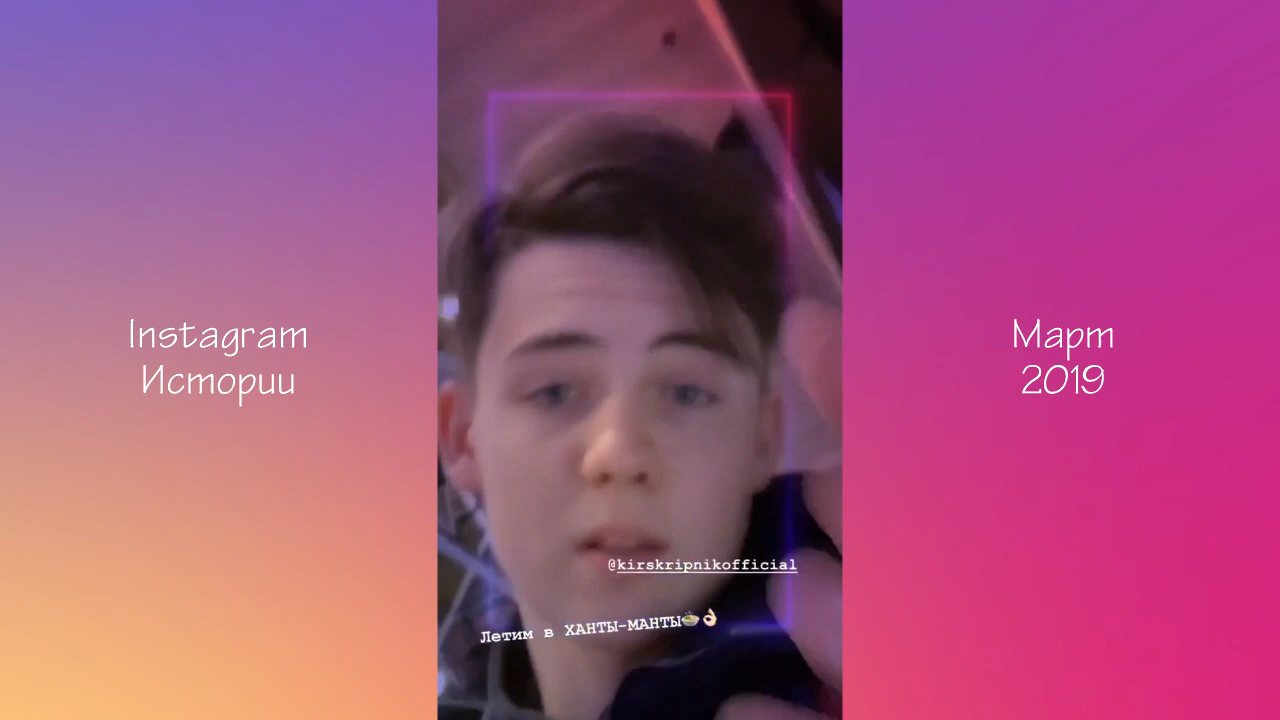 Instagram
Истории
@kirskripnikofficial
Летим в ХАНТЫ-МАНТЫ🍲👌🏻
Март
2019